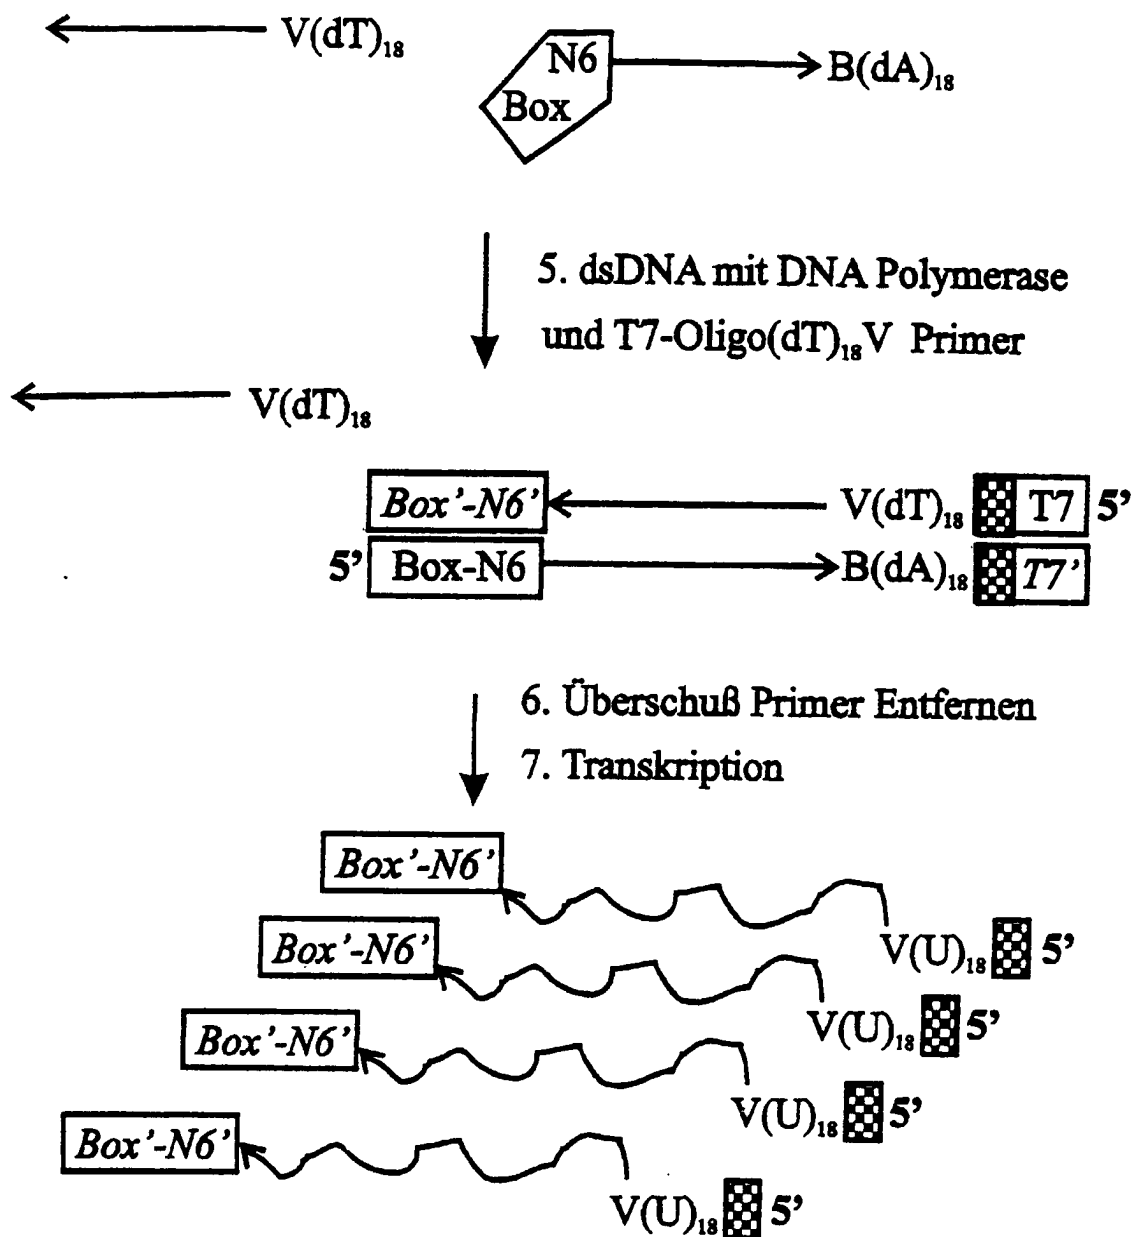 V(dT)₁₈
N6
Box
B(dA)₁₈
5. dsDNA mit DNA Polymerase
und T7-Oligo(dT)₁₈V Primer
V(dT)₁₈
Box’-N6’ V(dT)₁₈ T7 5’
5’ Box-N6 B(dA)₁₈ T7’
6. Überschuß Primer Entfernen
7. Transkription
Box’-N6’
V(U)₁₈ 5’
Box’-N6’
V(U)₁₈ 5’
Box’-N6’
V(U)₁₈ 5’
Box’-N6’
V(U)₁₈ 5’